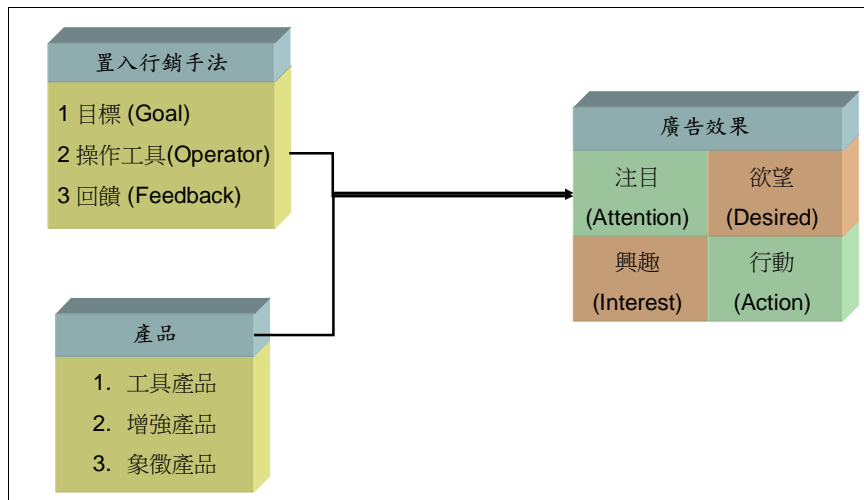 置入行銷手法
1 目標 (Goal)
2 操作工具(Operator)
3 回饋 (Feedback)
產品
1. 工具產品
2. 增強產品
3. 象徵產品
廣告效果
注目
(Attention)
欲望
(Desired)
興趣
(Interest)
行動
(Action)